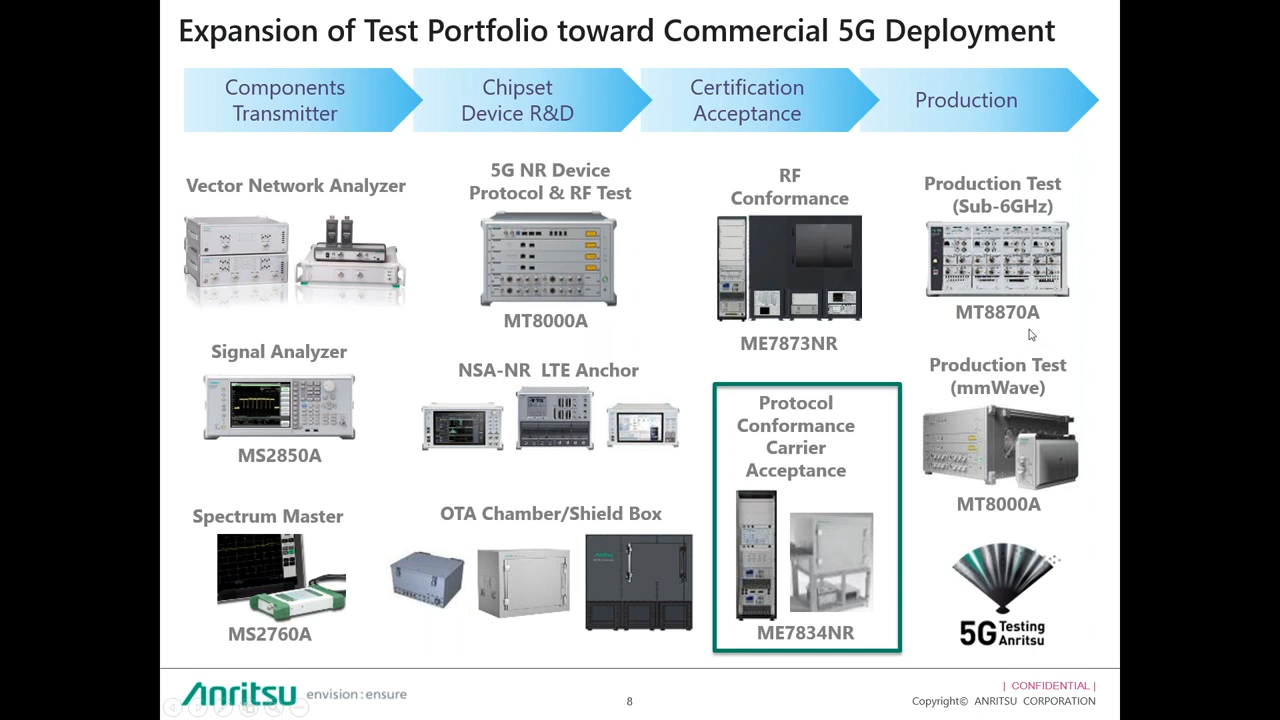 Expansion of Test Portfolio toward Commercial 5G Deployment
Components
Transmitter
Chipset
Device R&D
Certification
Acceptance
Production
Vector Network Analyzer
Signal Analyzer
MS2850A
Spectrum Master
MS2760A
5G NR Device
Protocol & RF Test
MT8000A
NSA-NR LTE Anchor
OTA Chamber/Shield Box
Anritsu
RF
Conformance
ME7873NR
Protocol
Conformance
Carrier
Acceptance
ME7834NR
Production Test
(Sub-6GHz)
MT8870A
Production Test
(mmWave)
MT8000A
5G Testing
Anritsu
Anritsu envision : ensure
8
| CONFIDENTIAL |
Copyright© ANRITSU CORPORATION